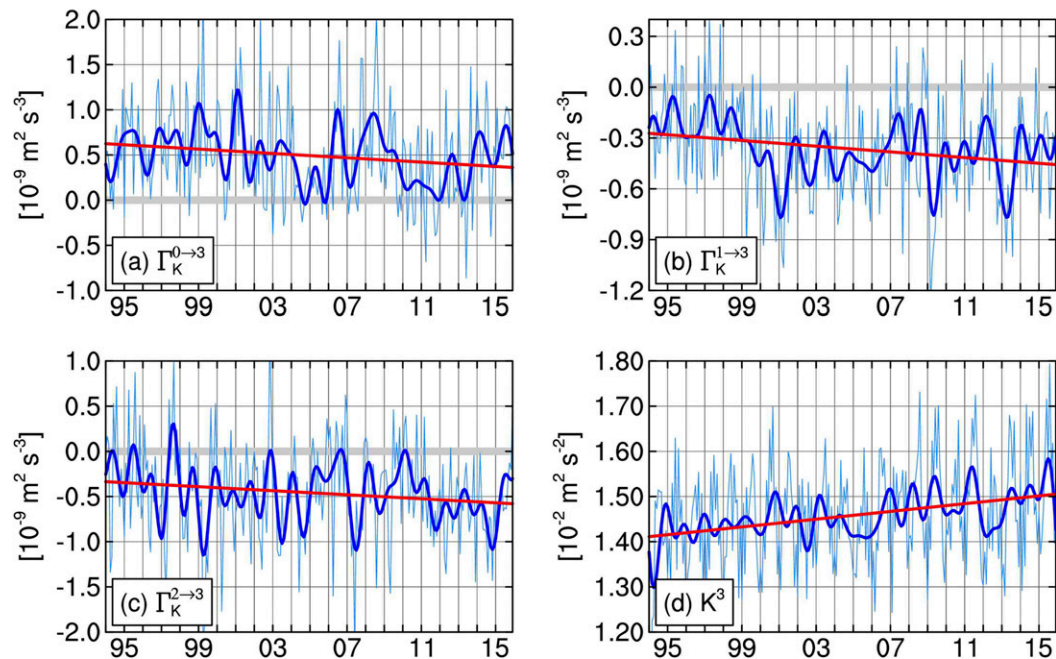 2.0
1.5
1.0
0.5
0.0
-0.5
-1.0
[10⁻⁹ m² s⁻³]
(a) Γ_K^{0→3}
95 99 03 07 11 15
0.3
0.0
-0.3
-0.6
-0.9
-1.2
[10⁻⁹ m² s⁻³]
(b) Γ_K^{1→3}
95 99 03 07 11 15
1.0
0.5
0.0
-0.5
-1.0
-1.5
-2.0
[10⁻⁹ m² s⁻³]
(c) Γ_K^{2→3}
95 99 03 07 11 15
1.80
1.70
1.60
1.50
1.40
1.30
1.20
[10⁻² m² s⁻²]
(d) K³
95 99 03 07 11 15